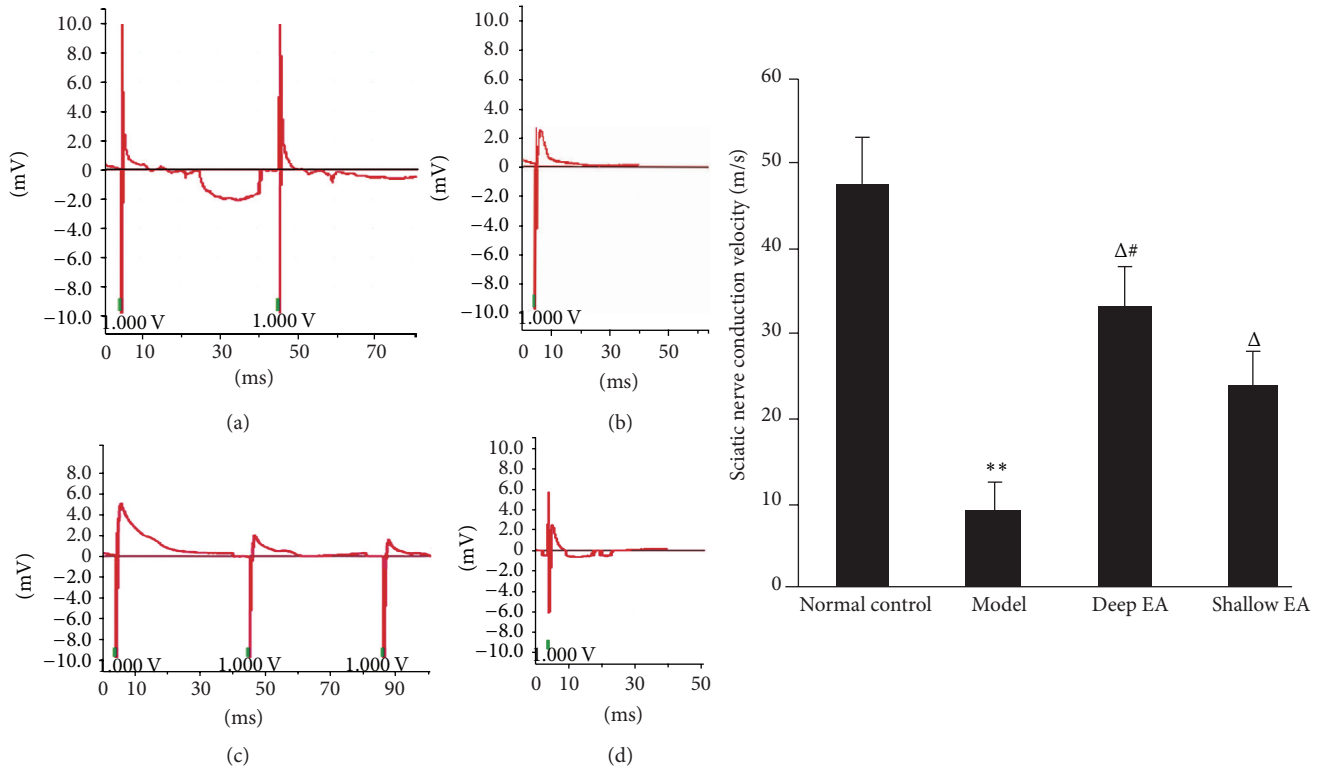 10.0
8.0
6.0
4.0
2.0
0
−2.0
−4.0
−6.0
−8.0
−10.0
(mV)
1.000 V
1.000 V
0 10 30 50 70
(ms)
(a)
10.0
8.0
6.0
4.0
2.0
0
−2.0
−4.0
−6.0
−8.0
−10.0
(mV)
1.000 V
0 10 30 50
(ms)
(b)
8.0
6.0
4.0
2.0
0
−2.0
−4.0
−6.0
−8.0
−10.0
(mV)
1.000 V
1.000 V
1.000 V
0 10 30 50 70 90
(ms)
(c)
10.0
8.0
6.0
4.0
2.0
0
−2.0
−4.0
−6.0
−8.0
−10.0
(mV)
1.000 V
0 10 30 50
(ms)
(d)
Sciatic nerve conduction velocity (m/s)
60
50
40
30
20
10
0
**
Δ#
Δ
Normal control Model Deep EA Shallow EA